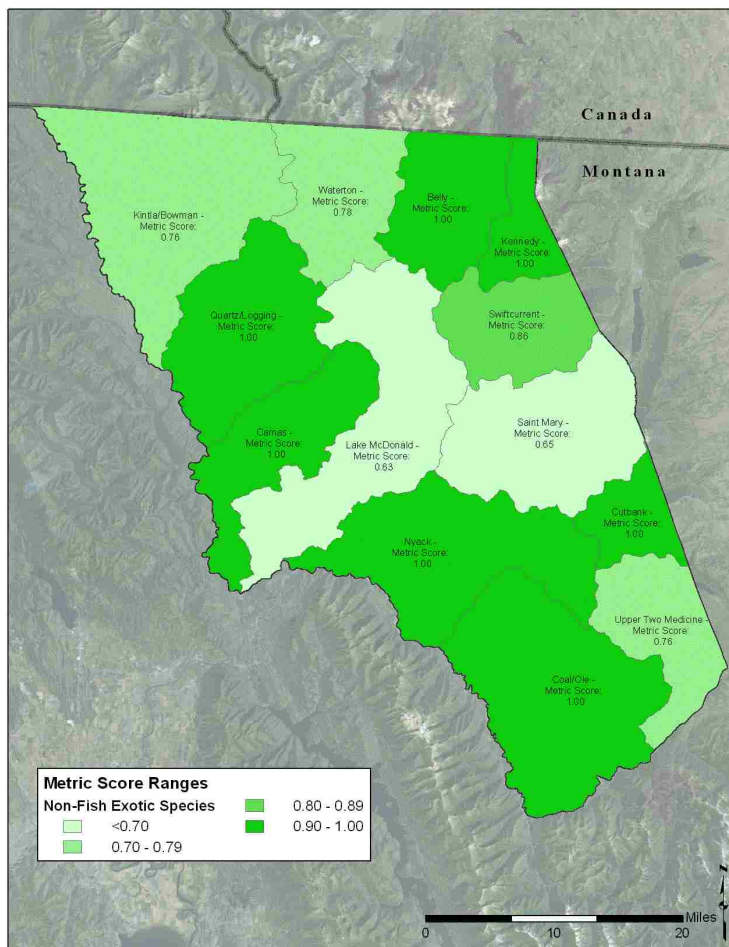 Canada
Montana
Kintla/Bowman -
Metric Score:
0.76
Waterton -
Metric Score:
0.78
Belly -
Metric Score:
1.00
Kennedy -
Metric Score:
1.00
Quartz/Logging -
Metric Score:
1.00
Swiftcurrent -
Metric Score:
0.86
Camas -
Metric Score:
1.00
Lake McDonald -
Metric Score:
0.63
Saint Mary -
Metric Score:
0.65
Cutbank -
Metric Score:
1.00
Nyack -
Metric Score:
1.00
Upper Two Medicine -
Metric Score:
0.76
Coal/Ole -
Metric Score:
1.00
Metric Score Ranges
Non-Fish Exotic Species
<0.70
0.70 - 0.79
0.80 - 0.89
0.90 - 1.00
Miles
0 10 20